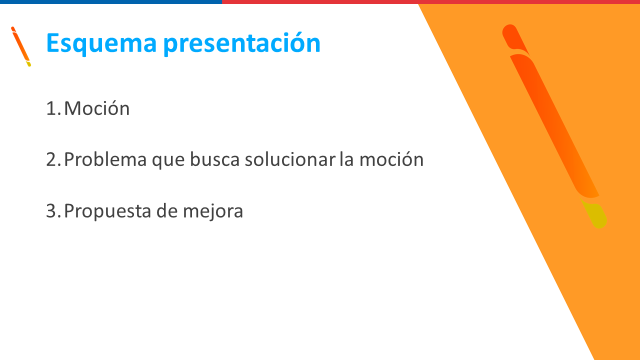 Esquema presentación
1. Moción
2. Problema que busca solucionar la moción
3. Propuesta de mejora